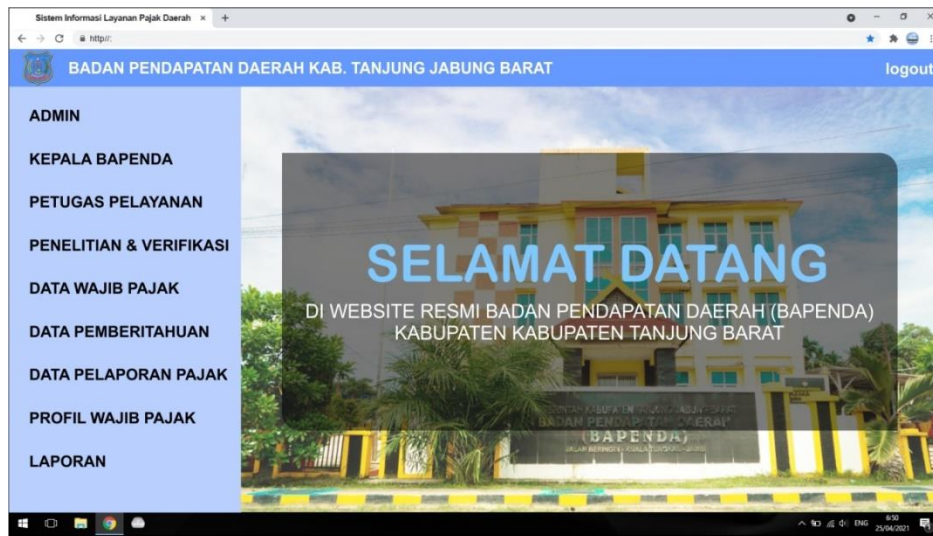 Sistem Informasi Layanan Pajak Daerah
http//:
BADAN PENDAPATAN DAERAH KAB. TANJUNG JABUNG BARAT
logout
ADMIN
KEPALA BAPENDA
PETUGAS PELAYANAN
PENELITIAN & VERIFIKASI
DATA WAJIB PAJAK
DATA PEMBERITAHUAN
DATA PELAPORAN PAJAK
PROFIL WAJIB PAJAK
LAPORAN
SELAMAT DATANG
DI WEBSITE RESMI BADAN PENDAPATAN DAERAH (BAPENDA)
KABUPATEN KABUPATEN TANJUNG BARAT
BADAN PENDAPATAN DAERAH
(BAPENDA)
ENG
6:50
25/04/2021